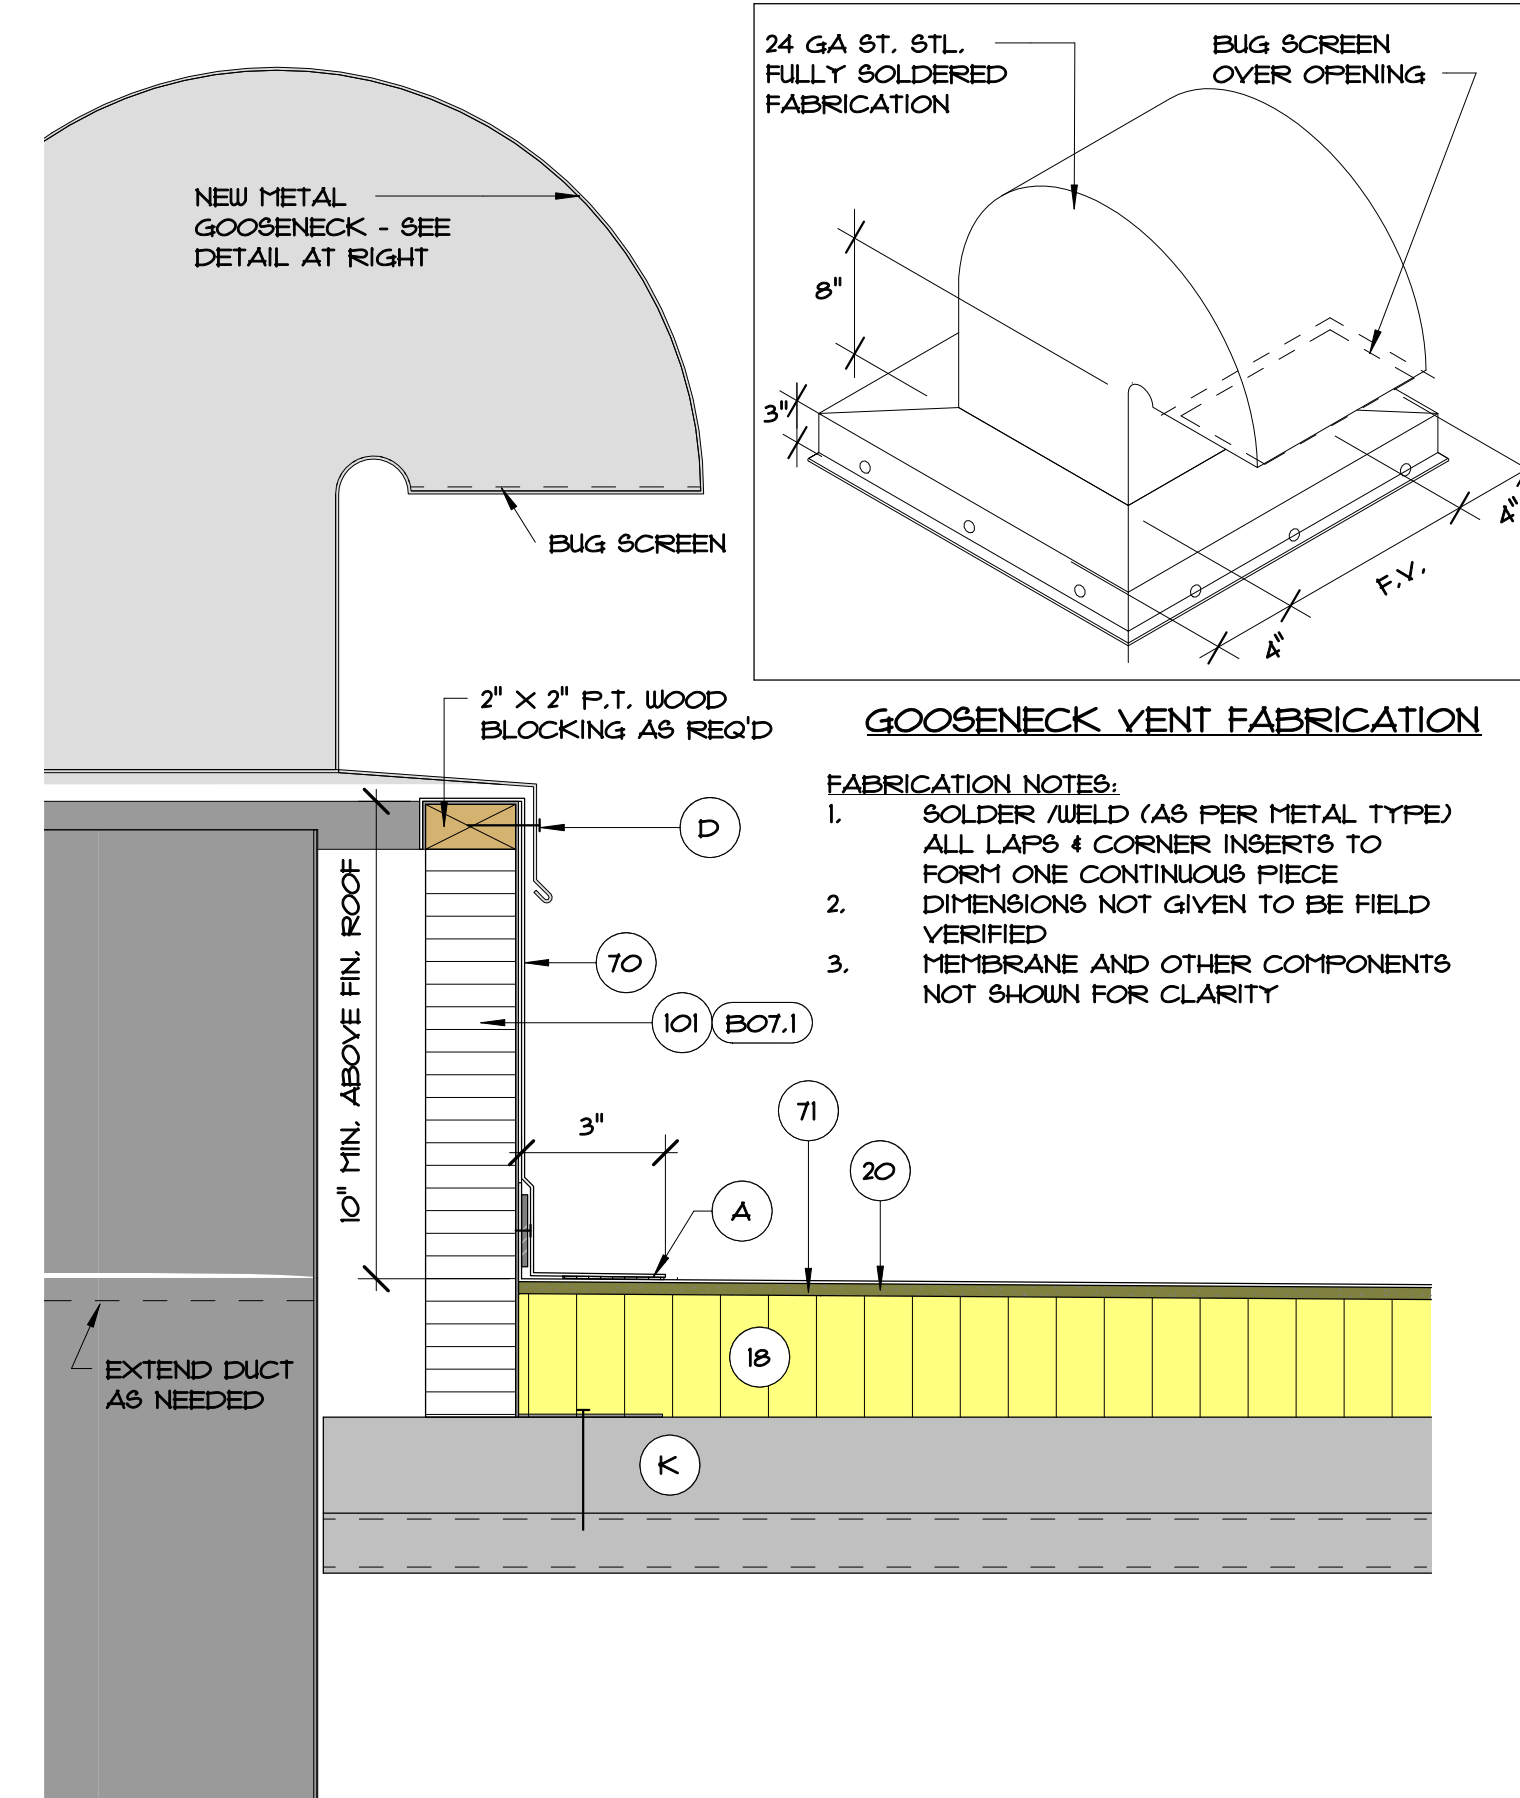 24 GA ST. STL.
FULLY SOLDERED
FABRICATION
BUG SCREEN
OVER OPENING
8"
3"
4"
F.V.
4"
NEW METAL
GOOSENECK - SEE
DETAIL AT RIGHT
BUG SCREEN
2" X 2" P.T. WOOD
BLOCKING AS REQ'D
GOOSENECK VENT FABRICATION
FABRICATION NOTES:
1. SOLDER /WELD (AS PER METAL TYPE)
ALL LAPS & CORNER INSERTS TO
FORM ONE CONTINUOUS PIECE
2. DIMENSIONS NOT GIVEN TO BE FIELD
VERIFIED
3. MEMBRANE AND OTHER COMPONENTS
NOT SHOWN FOR CLARITY
D
70
101 B07.1
10" MIN. ABOVE FIN. ROOF
3"
71
20
A
18
EXTEND DUCT
AS NEEDED
K